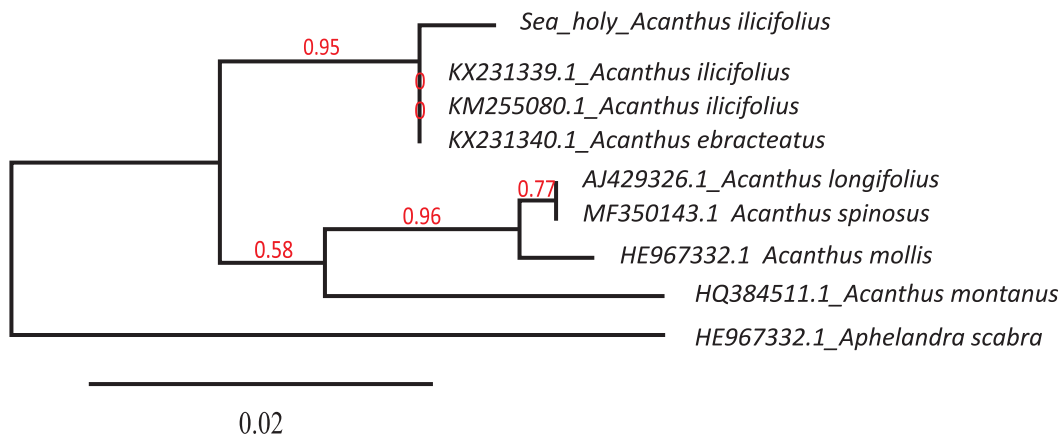 Sea_holy_Acanthus ilicifolius
0.95
KX231339.1_Acanthus ilicifolius
0
KM255080.1_Acanthus ilicifolius
0
KX231340.1_Acanthus ebracteatus
AJ429326.1_Acanthus longifolius
0.77
MF350143.1 Acanthus spinosus
0.96
0.58
HE967332.1 Acanthus mollis
HQ384511.1_Acanthus montanus
HE967332.1_Aphelandra scabra
0.02